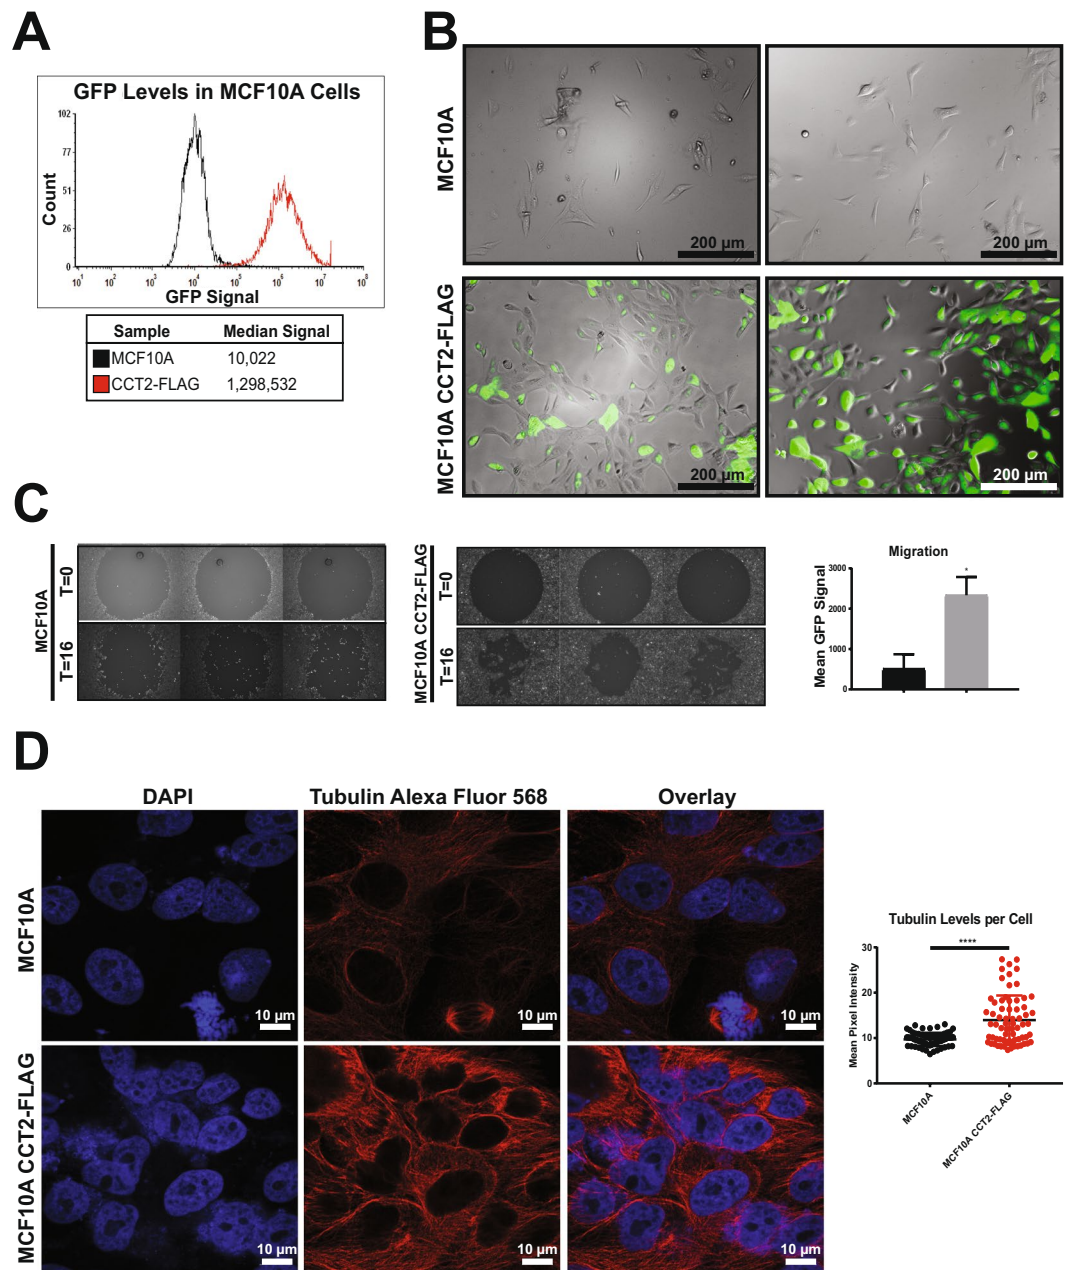 A
GFP Levels in MCF10A Cells
Count
102
77
51
26
0
10¹ 10² 10³ 10⁴ 10⁵ 10⁶ 10⁷ 10⁸
GFP Signal
Sample Median Signal
MCF10A 10,022
CCT2-FLAG 1,298,532
B
MCF10A
200 µm
200 µm
MCF10A CCT2-FLAG
200 µm
200 µm
C
MCF10A
T=0
T=16
MCF10A CCT2-FLAG
T=0
T=16
Migration
Mean GFP Signal
3000
2000
1000
0
*
D
DAPI
Tubulin Alexa Fluor 568
Overlay
MCF10A
10 µm
10 µm
10 µm
MCF10A CCT2-FLAG
10 µm
10 µm
10 µm
Tubulin Levels per Cell
Mean Pixel Intensity
30
20
10
0
****
MCF10A
MCF10A CCT2-FLAG